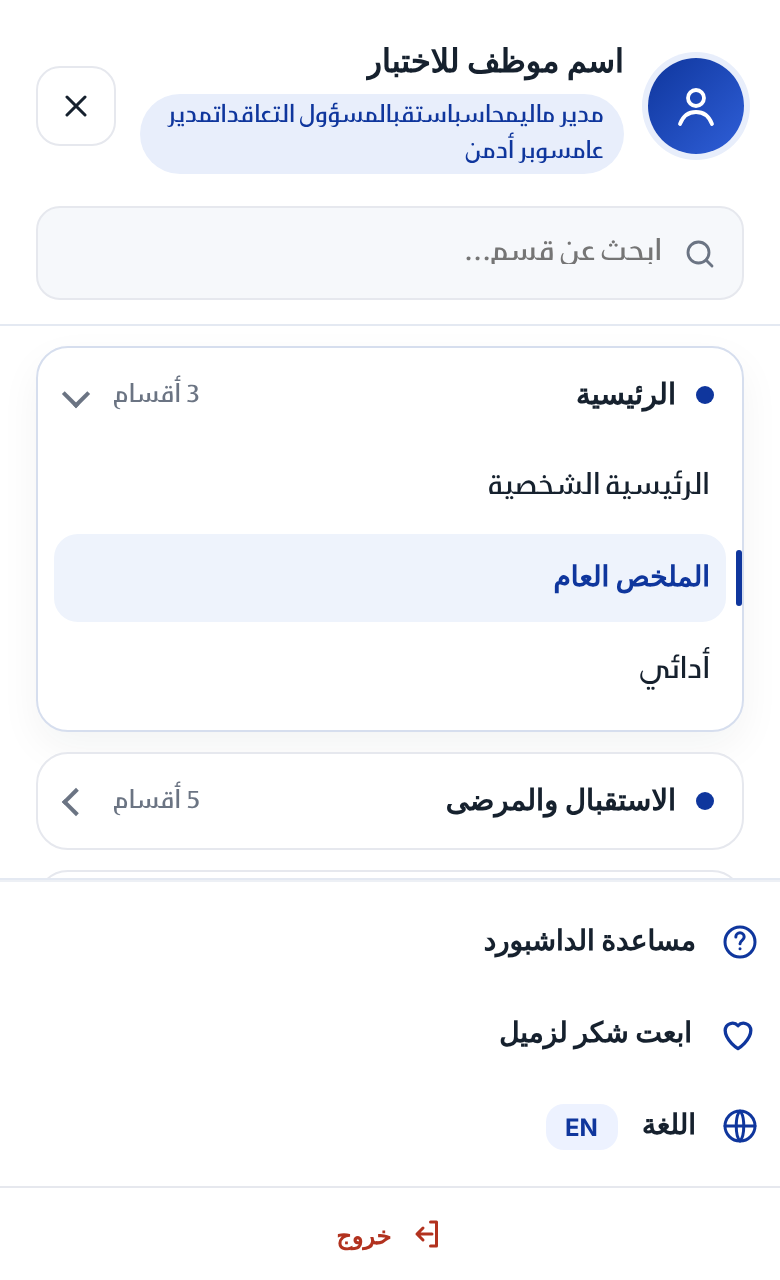 اسم موظف للاختبار
مدير ماليمحاسباستقبالمسؤول التعاقداتمدير
عامسوبر أدمن
ابحث عن قسم...
الرئيسية
3 أقسام
الرئيسية الشخصية
الملخص العام
أدائي
الاستقبال والمرضى
5 أقسام
مساعدة الداشبورد
ابعت شكر لزميل
اللغة
EN
خروج